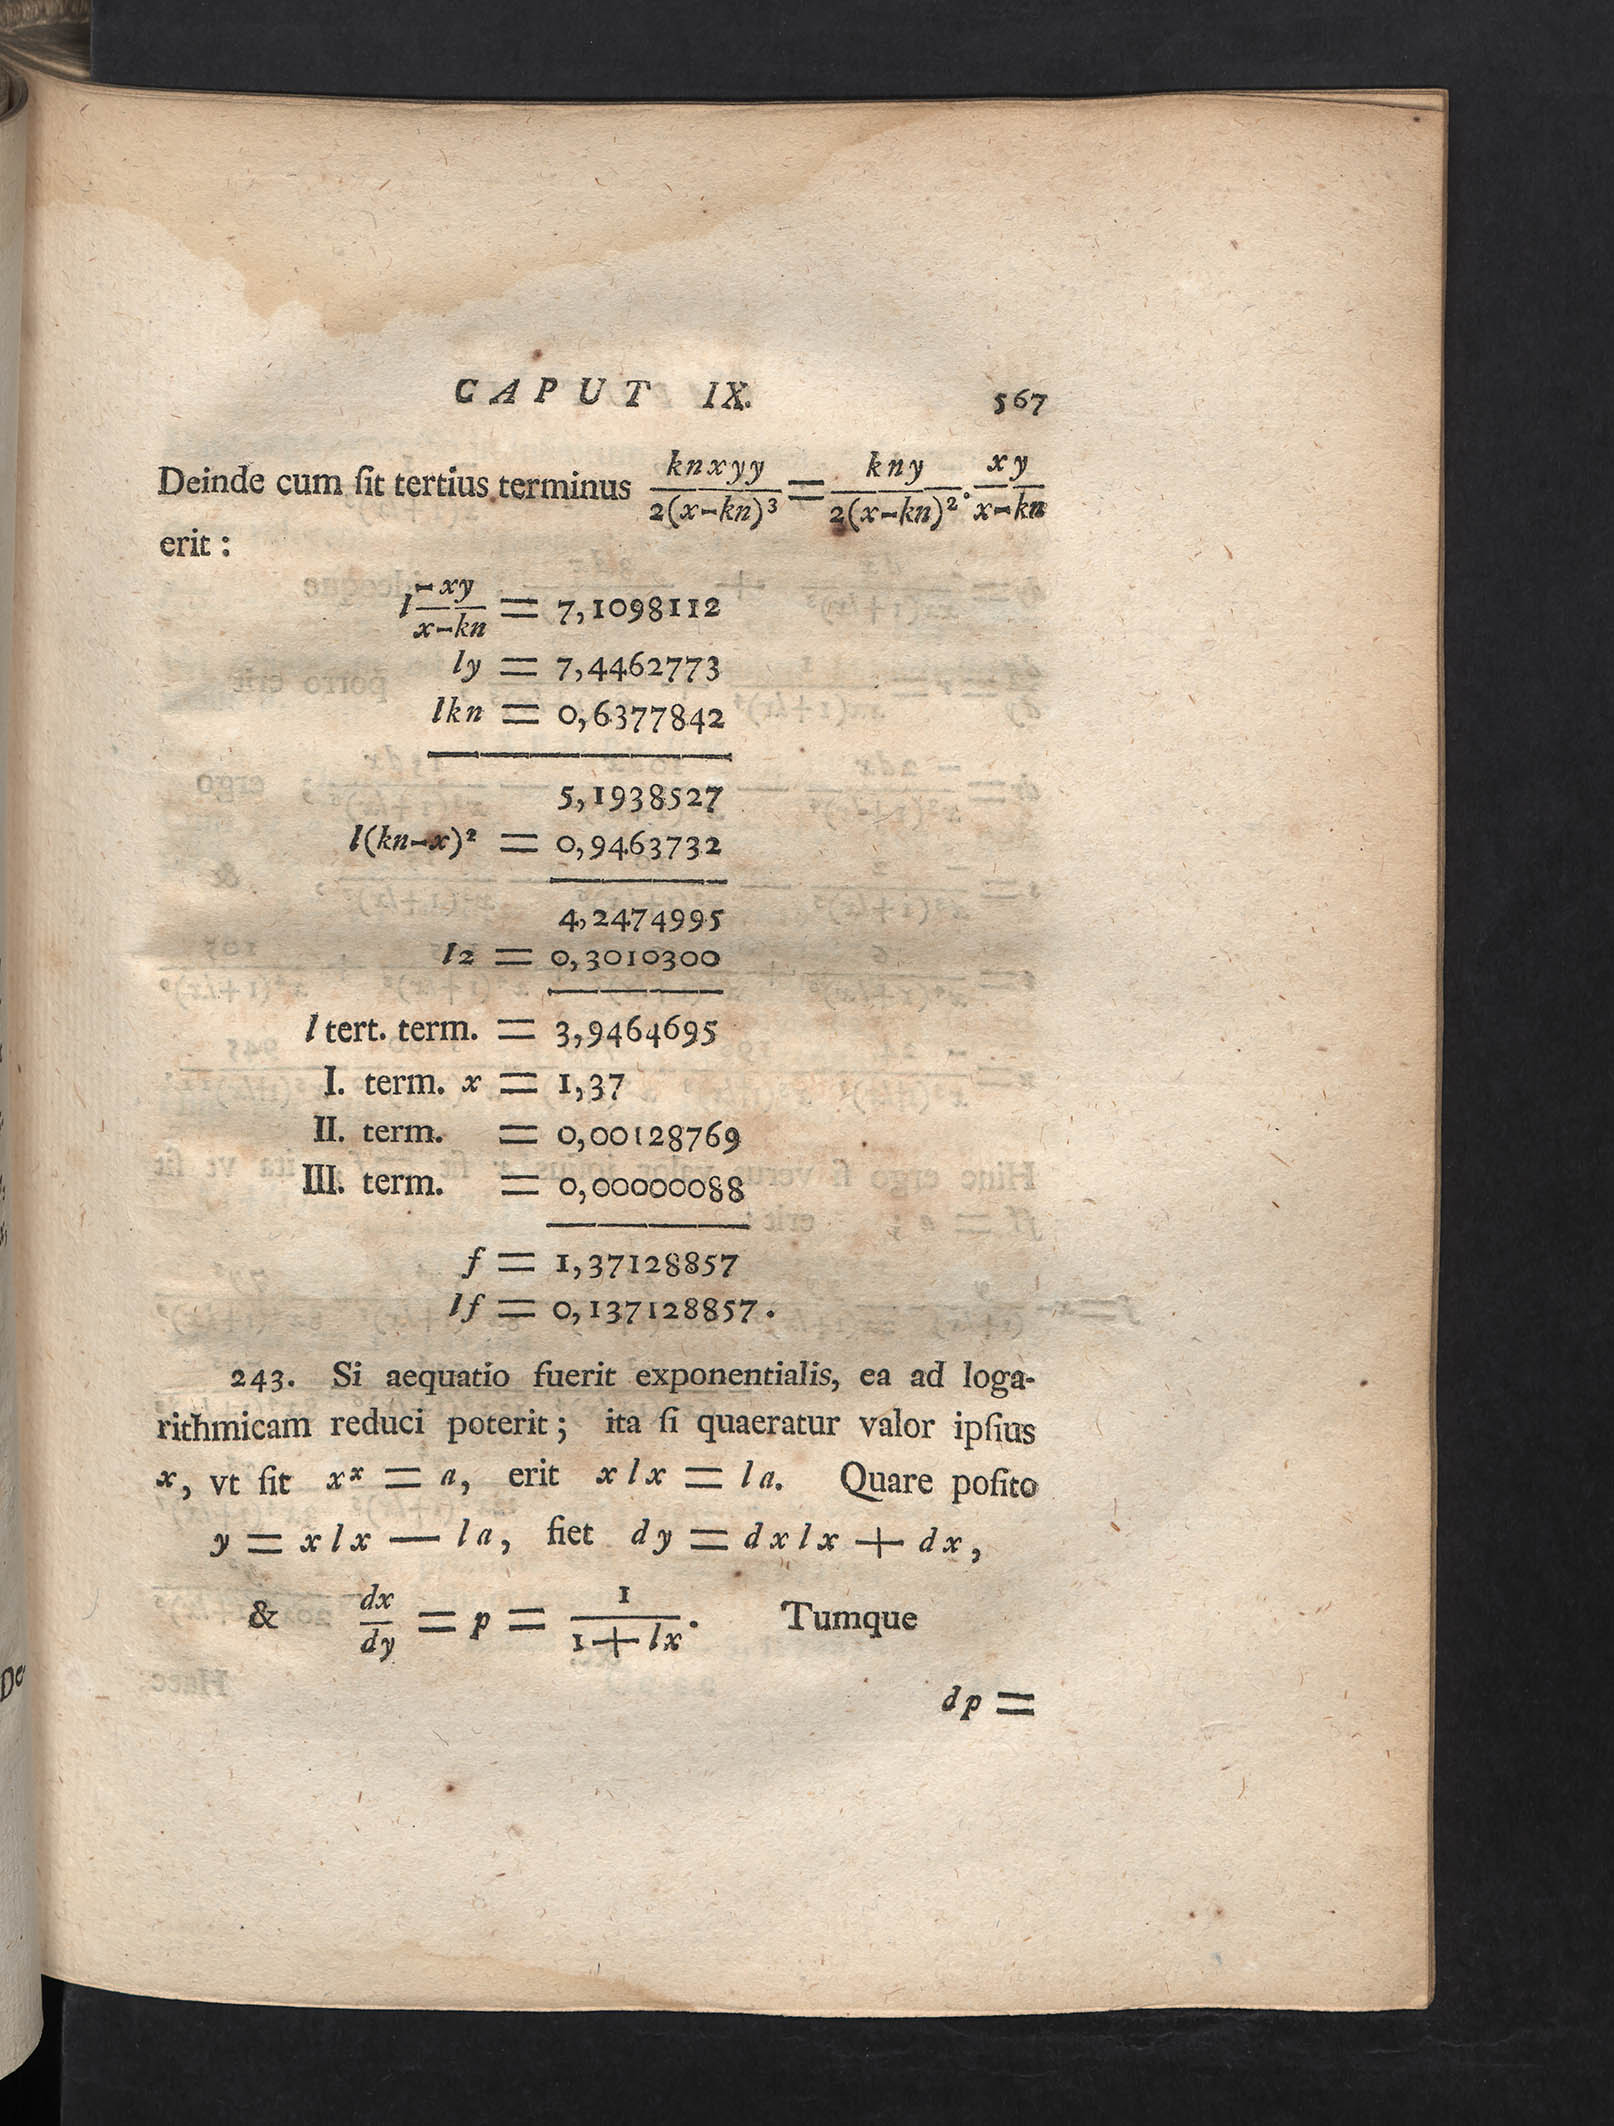 CAPUT IX. 567
Deinde cum ſit tertius terminus knxyy/2(x-kn)³ = kny/2(x-kn)² · xy/x-kn
erit :
l -xy/x-kn = 7,1098112
ly = 7,4462773
lkn = 0,6377842
5,1938527
l(kn-x)² = 0,9463732
4,2474995
l2 = 0,3010300
l tert. term. = 3,9464695
I. term. x = 1,37
II. term. = 0,00128769
III. term. = 0,00000088
f = 1,37128857
lf = 0,137128857.
243. Si aequatio fuerit exponentialis, ea ad loga-
rithmicam reduci poterit; ita ſi quaeratur valor ipſius
x, vt ſit xˣ = a, erit x l x = l a. Quare poſito
y = x l x — l a, fiet dy = dx l x + dx,
& dx/dy = p = 1/1+lx. Tumque
dp =
De